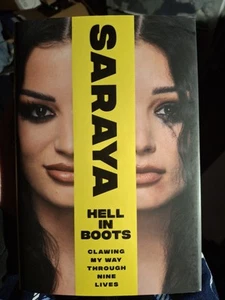 SARAYA
HELL
IN
BOOTS
CLAWING
MY WAY
THROUGH
NINE
LIVES